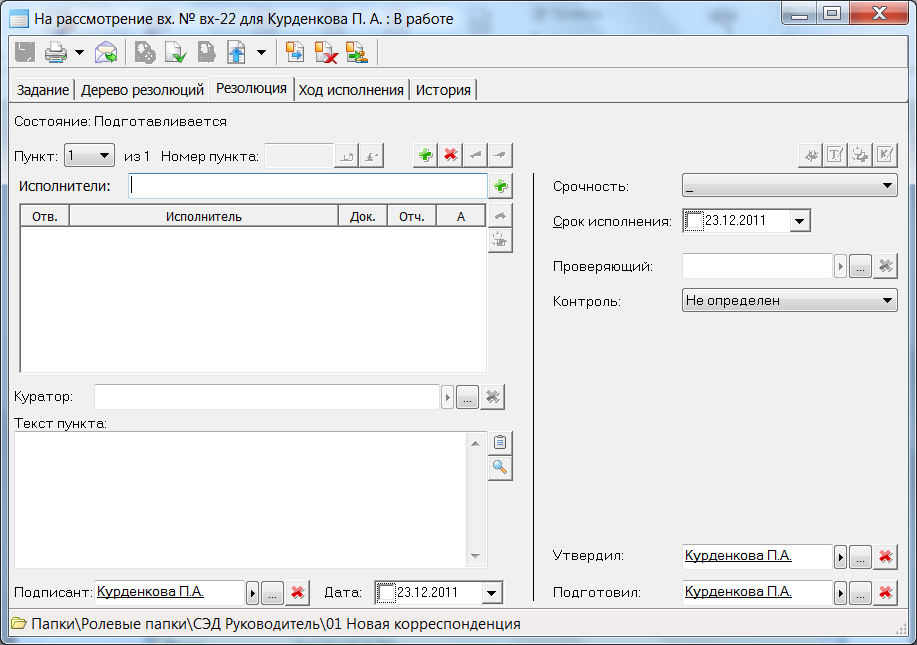 На рассмотрение вх. № вх-22 для Курденкова П. А. : В работе
Задание Дерево резолюций Резолюция Ход исполнения История
Состояние: Подготавливается
Пункт: 1 из 1 Номер пункта:
Исполнители:
Отв. Исполнитель Док. Отч. А
Куратор: ...
Текст пункта:
Подписант: Курденкова П.А. ... Дата: 23.12.2011
Срочность: _
Срок исполнения: 23.12.2011
Проверяющий: ...
Контроль: Не определен
Утвердил: Курденкова П.А. ...
Подготовил: Курденкова П.А. ...
Папки\Ролевые папки\СЭД Руководитель\01 Новая корреспонденция